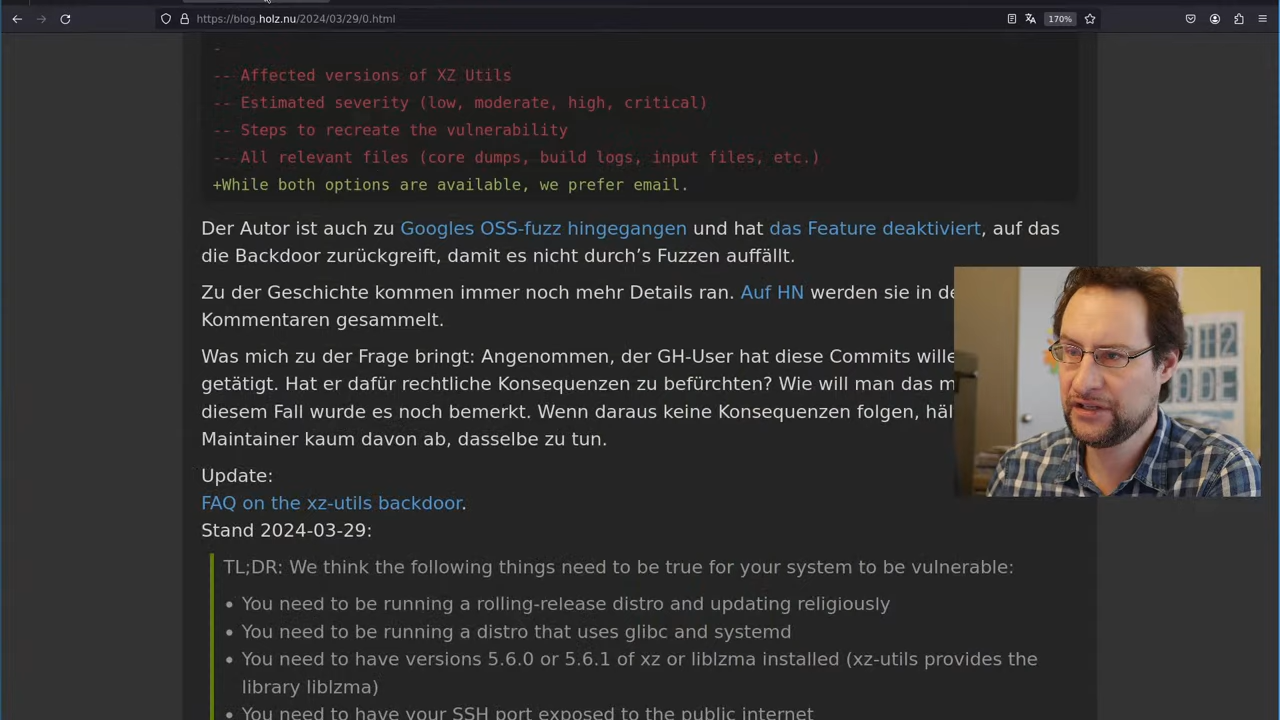 https://blog.holz.nu/2024/03/29/0.html
170%
-
-- Affected versions of XZ Utils
-- Estimated severity (low, moderate, high, critical)
-- Steps to recreate the vulnerability
-- All relevant files (core dumps, build logs, input files, etc.)
+While both options are available, we prefer email.
Der Autor ist auch zu Googles OSS-fuzz hingegangen und hat das Feature deaktiviert, auf das
die Backdoor zurückgreift, damit es nicht durch’s Fuzzen auffällt.
Zu der Geschichte kommen immer noch mehr Details ran. Auf HN werden sie in
Kommentaren gesammelt.
Was mich zu der Frage bringt: Angenommen, der GH-User hat diese Commits
getätigt. Hat er dafür rechtliche Konsequenzen zu befürchten? Wie will man das
diesem Fall wurde es noch bemerkt. Wenn daraus keine Konsequenzen folgen,
Maintainer kaum davon ab, dasselbe zu tun.
Update:
FAQ on the xz-utils backdoor.
Stand 2024-03-29:
TL;DR: We think the following things need to be true for your system to be vulnerable:
• You need to be running a rolling-release distro and updating religiously
• You need to be running a distro that uses glibc and systemd
• You need to have versions 5.6.0 or 5.6.1 of xz or liblzma installed (xz-utils provides the
library liblzma)
• You need to have your SSH port exposed to the public internet